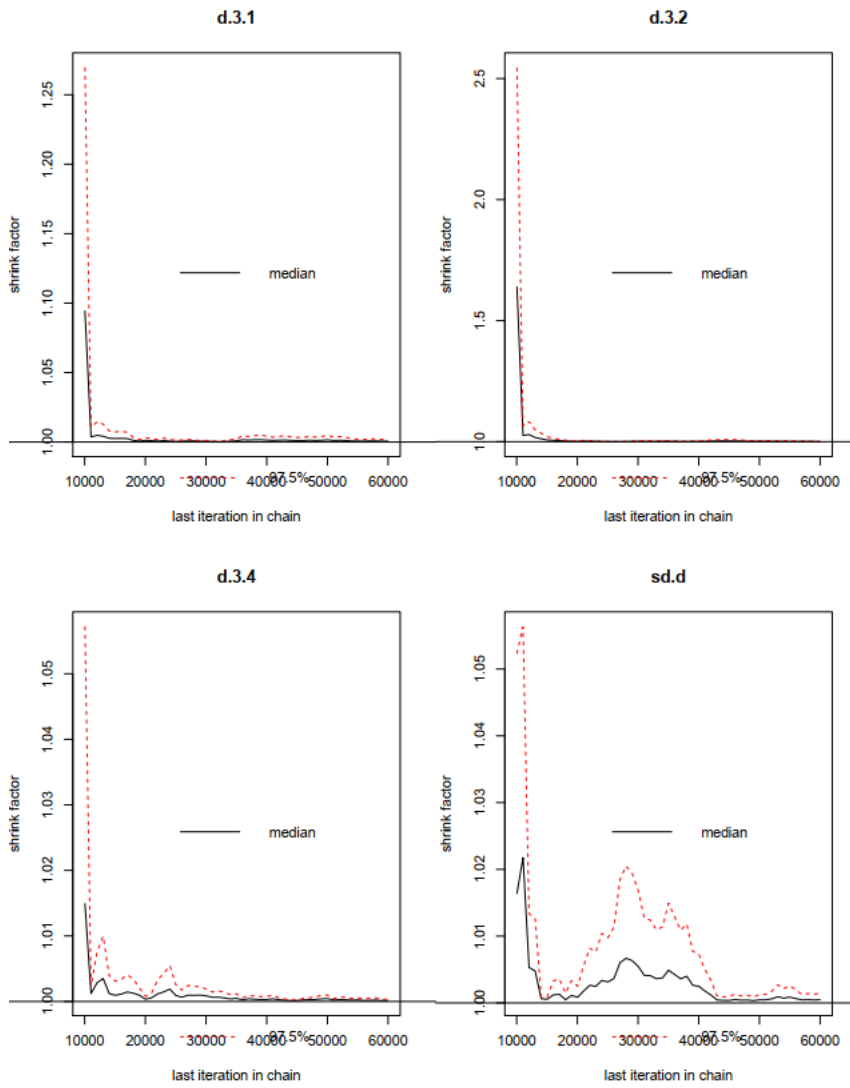 d.3.1
shrink factor
1.00 1.05 1.10 1.15 1.20 1.25
median
97.5%
10000 20000 30000 40000 50000 60000
last iteration in chain
d.3.2
shrink factor
1.0 1.5 2.0 2.5
median
97.5%
10000 20000 30000 40000 50000 60000
last iteration in chain
d.3.4
shrink factor
1.00 1.01 1.02 1.03 1.04 1.05
median
97.5%
10000 20000 30000 40000 50000 60000
last iteration in chain
sd.d
shrink factor
1.00 1.01 1.02 1.03 1.04 1.05
median
97.5%
10000 20000 30000 40000 50000 60000
last iteration in chain